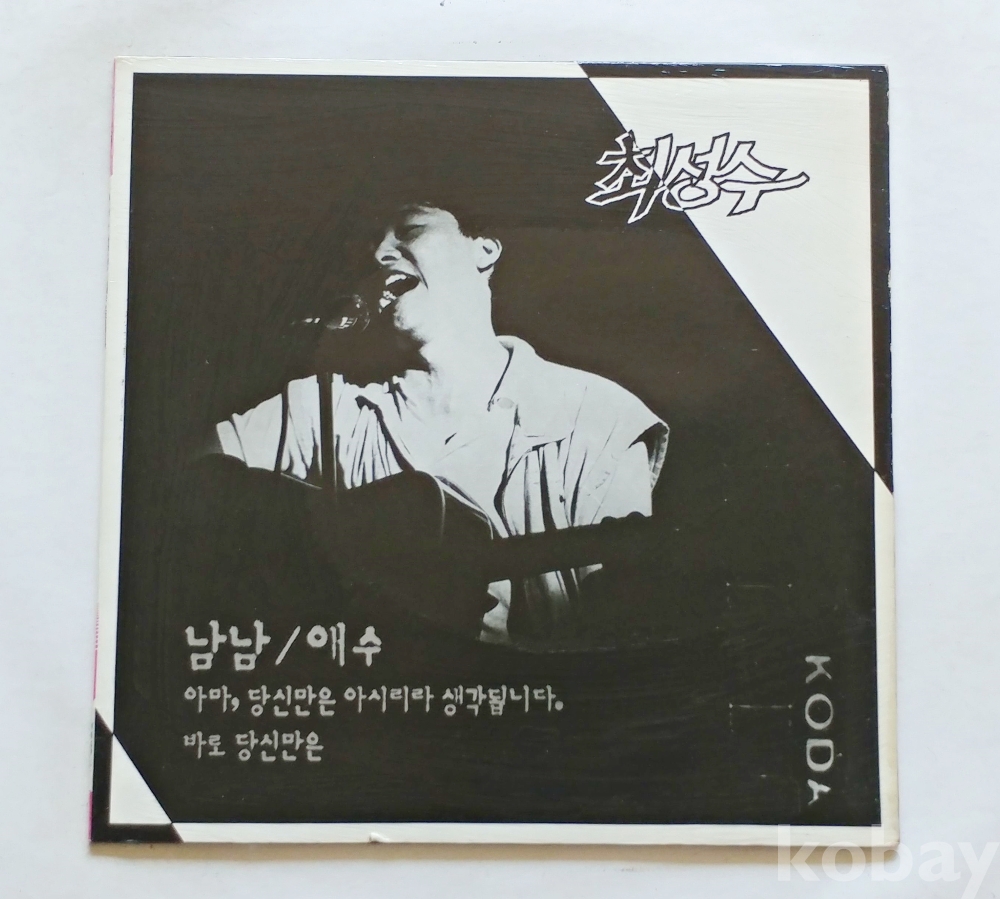 최성수
남남/애수
아마, 당신만은 아시리라 생각됩니다.
바로 당신만은
KODA
kobay